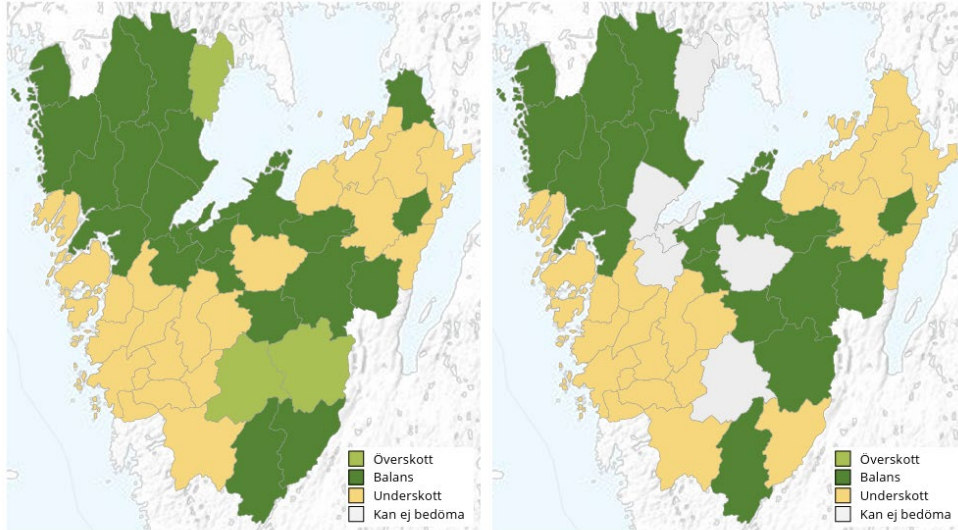 Överskott
Balans
Underskott
Kan ej bedöma
Överskott
Balans
Underskott
Kan ej bedöma